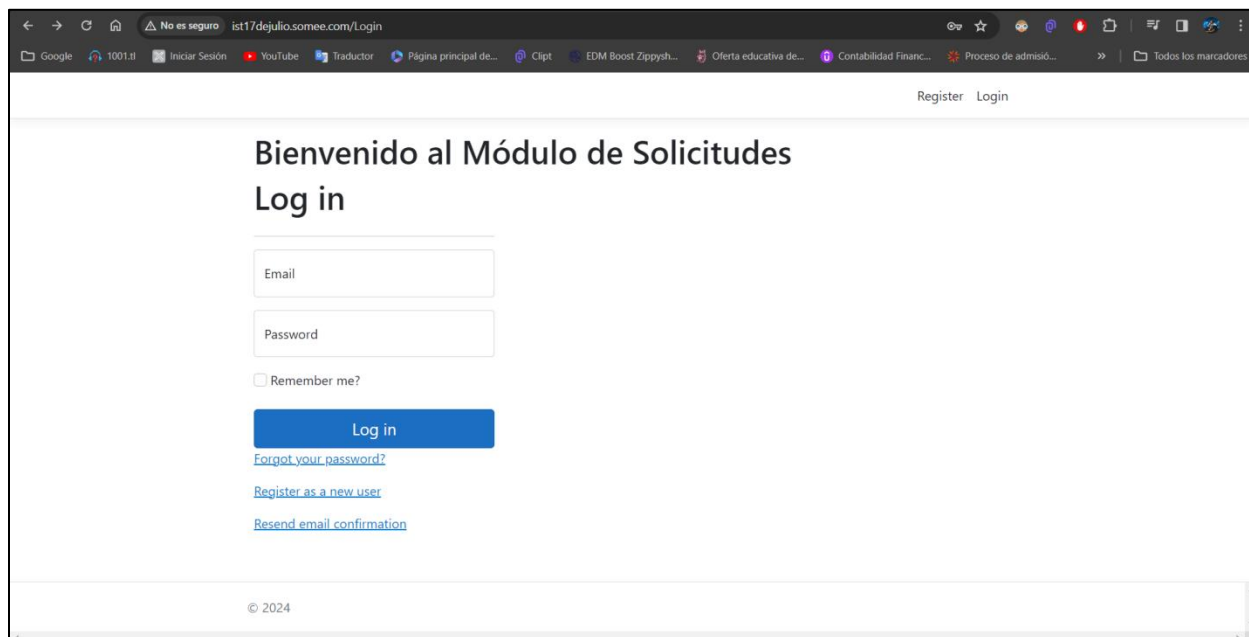 No es seguro ist17dejulio.somee.com/Login
Google 1001.tl Iniciar Sesión YouTube Traductor Página principal de... Clipt EDM Boost Zippysh... Oferta educativa de... Contabilidad Financ... Proceso de admisió... » Todos los marcadores
Register Login
Bienvenido al Módulo de Solicitudes
Log in
Email
Password
Remember me?
Log in
Forgot your password?
Register as a new user
Resend email confirmation
© 2024